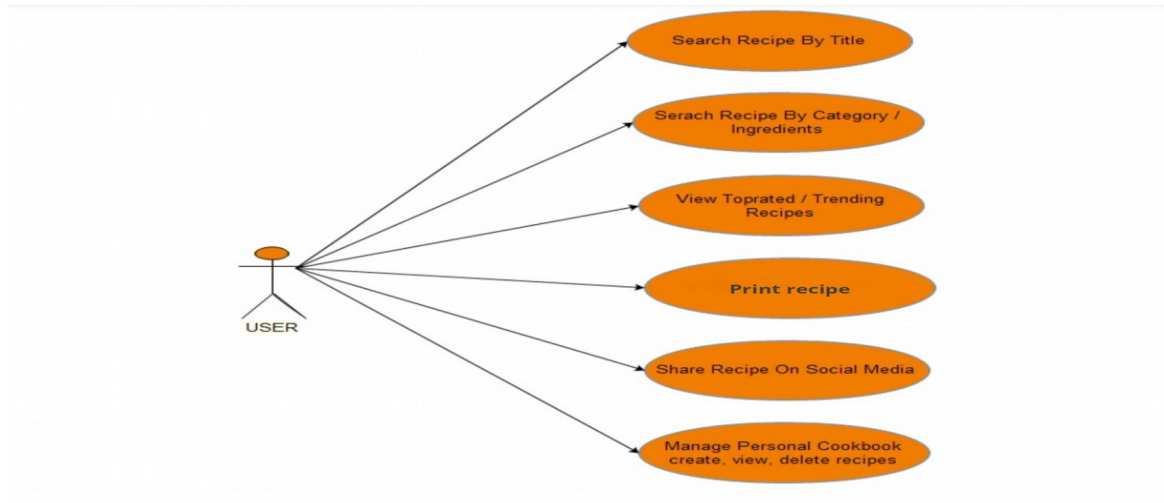 Search Recipe By Title
Serach Recipe By Category /
Ingredients
View Toprated / Trending
Recipes
Print recipe
USER
Share Recipe On Social Media
Manage Personal Cookbook
create, view, delete recipes